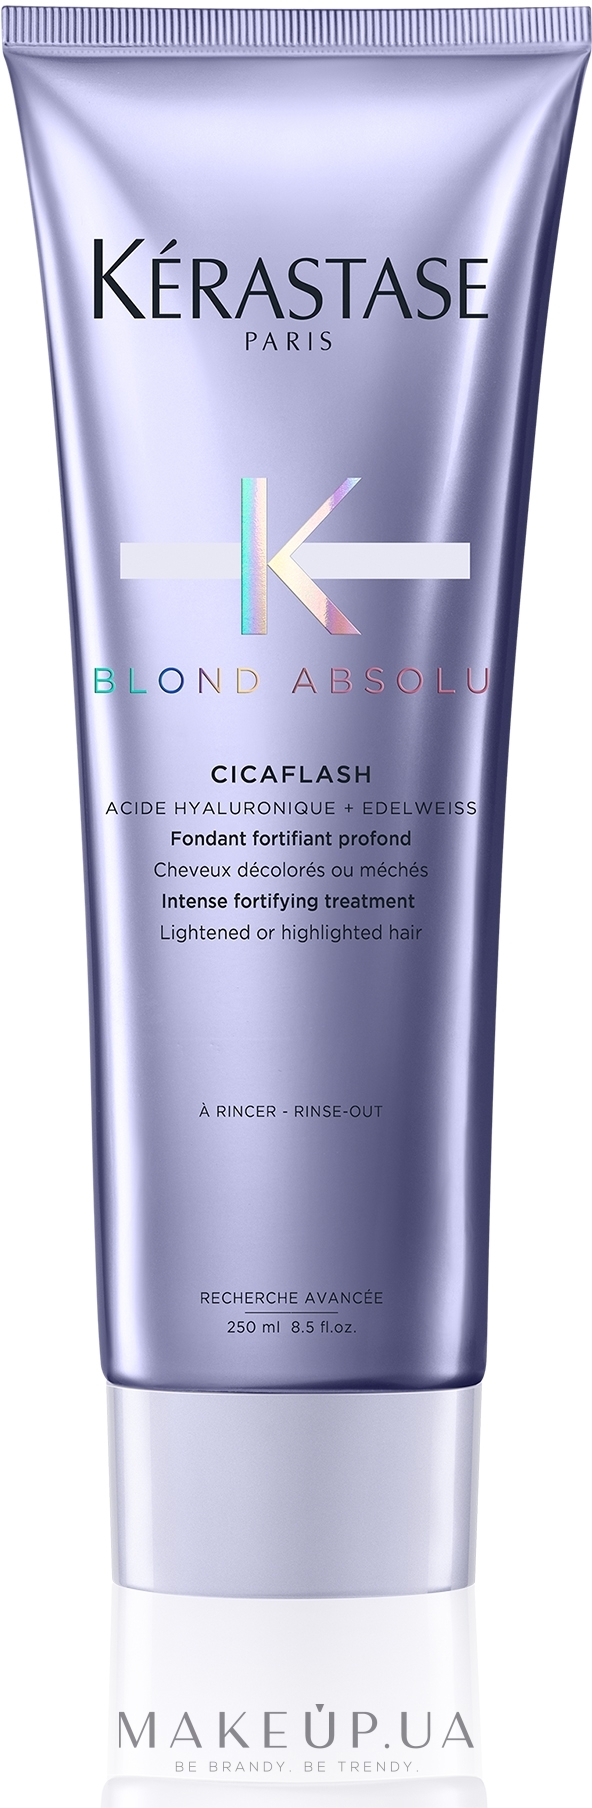 KÉRASTASE
PARIS
K
BLOND ABSOLU
CICAFLASH
ACIDE HYALURONIQUE + EDELWEISS
Fondant fortifiant profond
Cheveux décolorés ou méchés
Intense fortifying treatment
Lightened or highlighted hair
À RINCER - RINSE-OUT
RECHERCHE AVANCÉE
250 ml 8.5 fl.oz.
MAKEUP.UA
BE BRANDY. BE TRENDY.